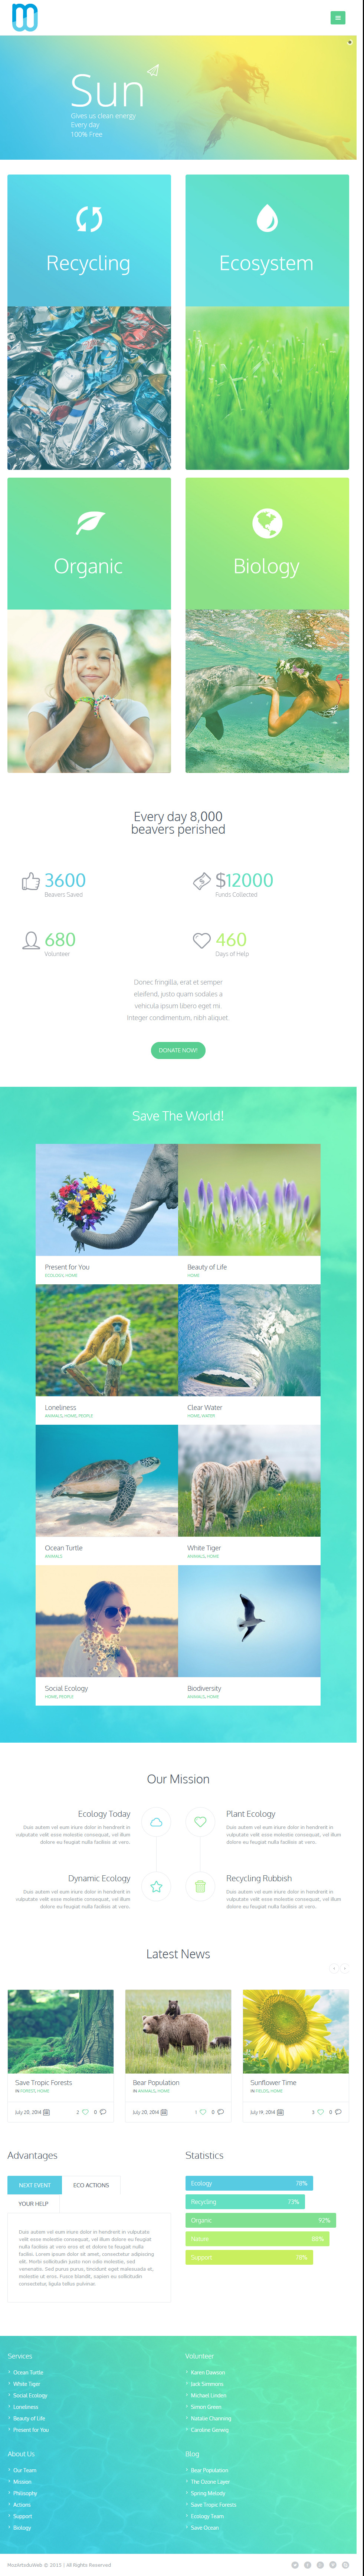 Sun
Gives us clean energy
Every day
100% Free
Recycling
Ecosystem
Organic
Biology
Every day 8,000
beavers perished
3600
Beavers Saved
$12000
Funds Collected
680
Volunteer
460
Days of Help
Donec fringilla, erat et semper
eleifend, justo quam sodales a
vehicula ipsum libero eget mi.
Integer condimentum, nibh aliquet.
DONATE NOW!
Save The World!
Present for You
ECOLOGY, HOME
Beauty of Life
HOME
Loneliness
ANIMALS, HOME, PEOPLE
Clear Water
HOME, WATER
Ocean Turtle
ANIMALS
White Tiger
ANIMALS, HOME
Social Ecology
HOME, PEOPLE
Biodiversity
ANIMALS, HOME
Our Mission
Ecology Today
Duis autem vel eum iriure dolor in hendrerit in
vulputate velit esse molestie consequat, vel illum
dolore eu feugiat nulla facilisis at vero.
Plant Ecology
Duis autem vel eum iriure dolor in hendrerit in
vulputate velit esse molestie consequat, vel illum
dolore eu feugiat nulla facilisis at vero.
Dynamic Ecology
Duis autem vel eum iriure dolor in hendrerit in
vulputate velit esse molestie consequat, vel illum
dolore eu feugiat nulla facilisis at vero.
Recycling Rubbish
Duis autem vel eum iriure dolor in hendrerit in
vulputate velit esse molestie consequat, vel illum
dolore eu feugiat nulla facilisis at vero.
Latest News
Save Tropic Forests
IN FOREST, HOME
July 20, 2014 2 0
Bear Population
IN ANIMALS, HOME
July 20, 2014 1 0
Sunflower Time
IN FIELDS, HOME
July 19, 2014 3 0
Advantages
NEXT EVENT
ECO ACTIONS
YOUR HELP
Duis autem vel eum iriure dolor in hendrerit in vulputate
velit esse molestie consequat, vel illum dolore eu feugiat
nulla facilisis at vero eros et et dolore te feugait nulla
facilisi. Lorem ipsum dolor sit amet, consectetur adipiscing
elit. Morbi sollicitudin justo non odio molestie, sed
venenatis. Sed purus purus, tincidunt eget malesuada et,
molestie ut eros. Fusce blandit, sapien eu sollicitudin
consectetur, ligula tellus pulvinar.
Statistics
Ecology 78%
Recycling 73%
Organic 92%
Nature 88%
Support 78%
Services
Ocean Turtle
White Tiger
Social Ecology
Loneliness
Beauty of Life
Present for You
Volunteer
Karen Dawson
Jack Simmons
Michael Linden
Simon Green
Natalie Channing
Caroline Gerwig
About Us
Our Team
Mission
Philosophy
Actions
Support
Biology
Blog
Bear Population
The Ozone Layer
Spring Melody
Save Tropic Forests
Ecology Team
Save Ocean
© 2015 | All Rights Reserved